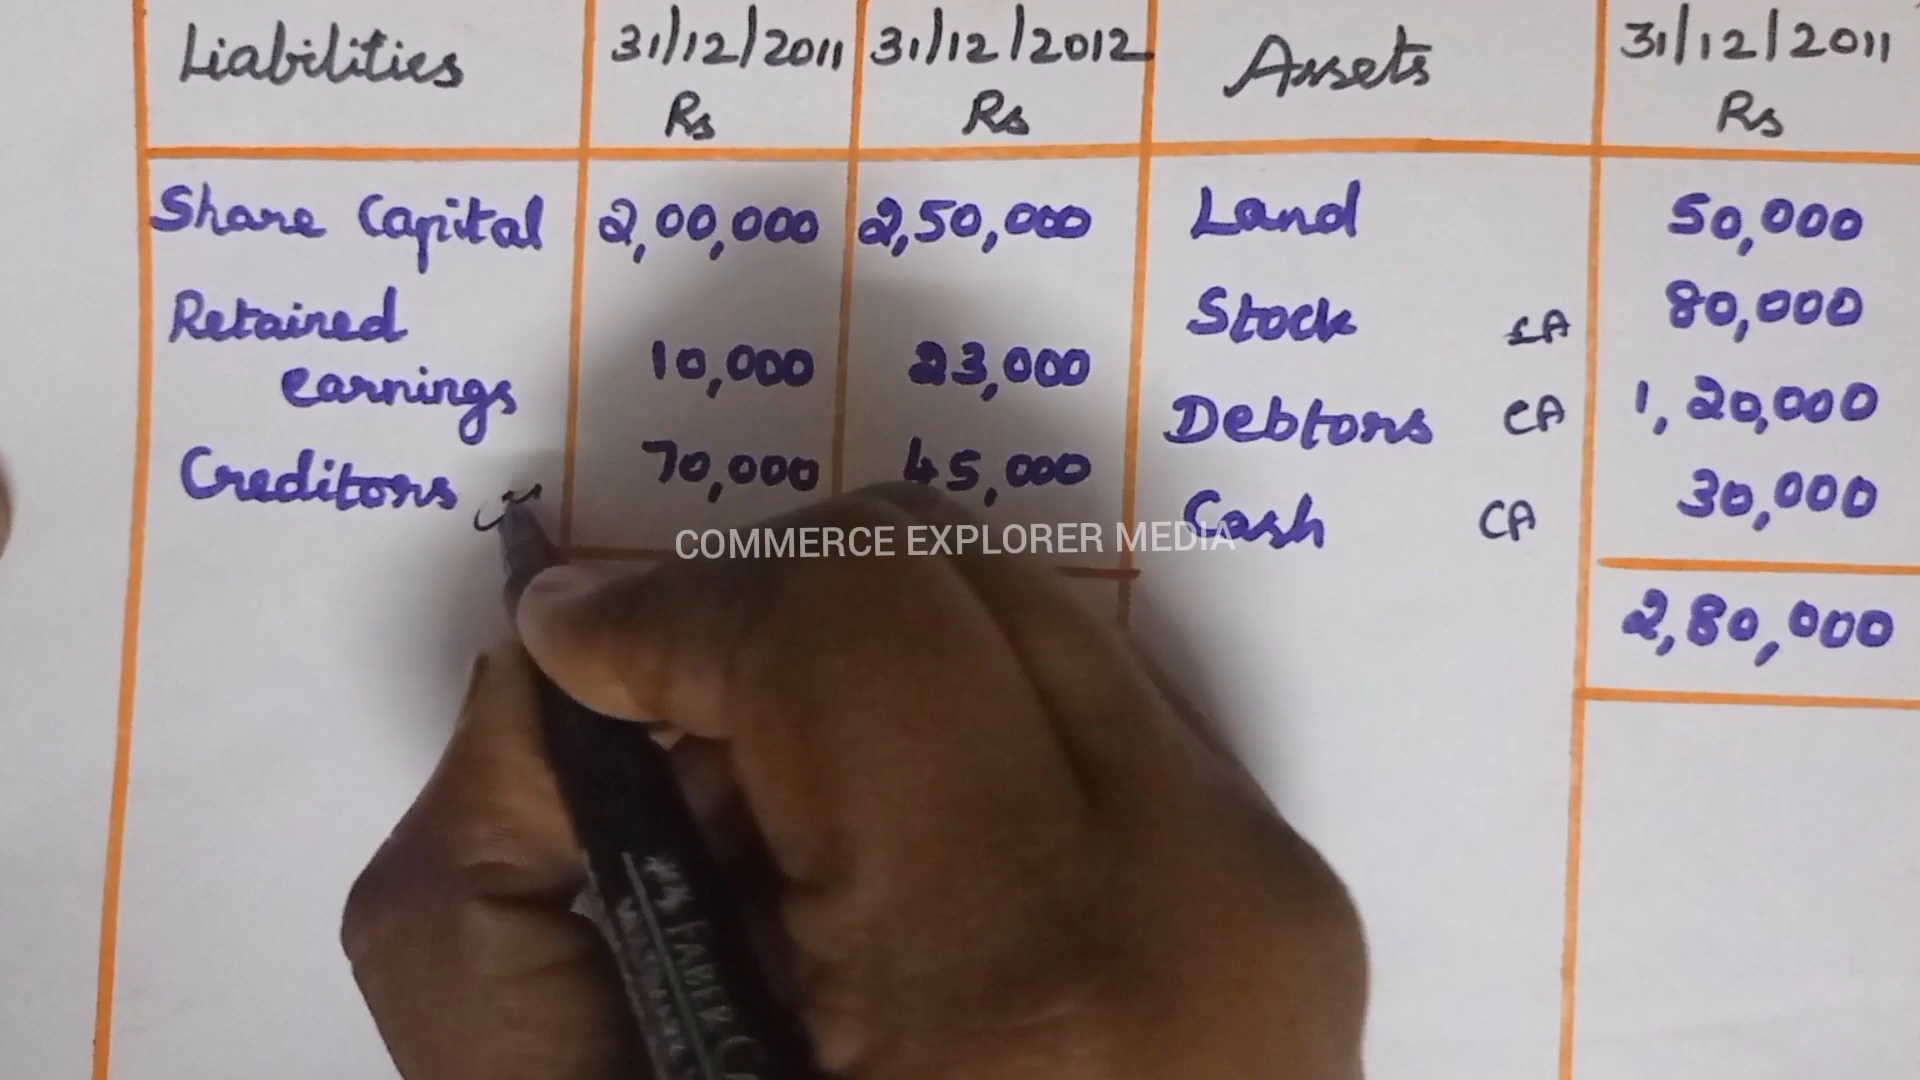 Liabilities 31/12/2011 31/12/2012 Assets 31/12/2011
Rs Rs Rs
Share Capital 2,00,000 2,50,000 Land 50,000
Retained
earnings 10,000 23,000 Stock CA 80,000
Creditors 70,000 45,000 Debtors CA 1,20,000
Cash CA 30,000
2,80,000
COMMERCE EXPLORER MEDIA
FABER C